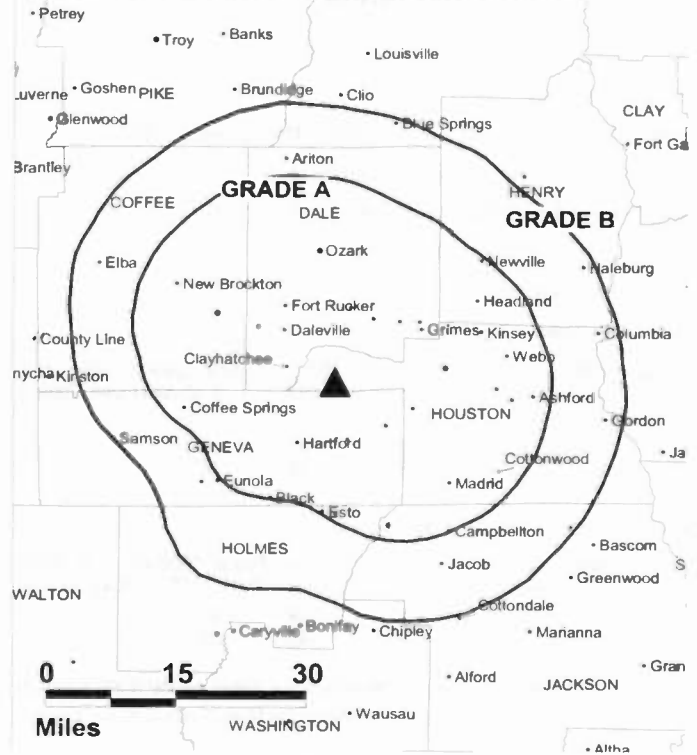 Petrey
Troy
Banks
Louisville
Luverne
Goshen
PIKE
Brundidge
Clio
CLAY
Glenwood
Blue Springs
Fort Ga
Brantley
Ariton
GRADE A
HENRY
COFFEE
DALE
GRADE B
Ozark
Elba
Newville
Haleburg
New Brockton
Fort Rucker
Headland
Daleville
Grimes
Kinsey
Columbia
County Line
Clayhatchee
Webb
nycha
Kinston
Ashford
Coffee Springs
HOUSTON
Gordon
Samson
GENEVA
Hartford
Ja
Cottonwood
Eunola
Madrid
Black
Esto
Campbellton
HOLMES
Bascom
Jacob
S
Greenwood
WALTON
Cottondale
Caryville
Bonifay
Chipley
Marianna
0 15 30
Gran
Alford
JACKSON
Miles
Wausau
WASHINGTON
Altha